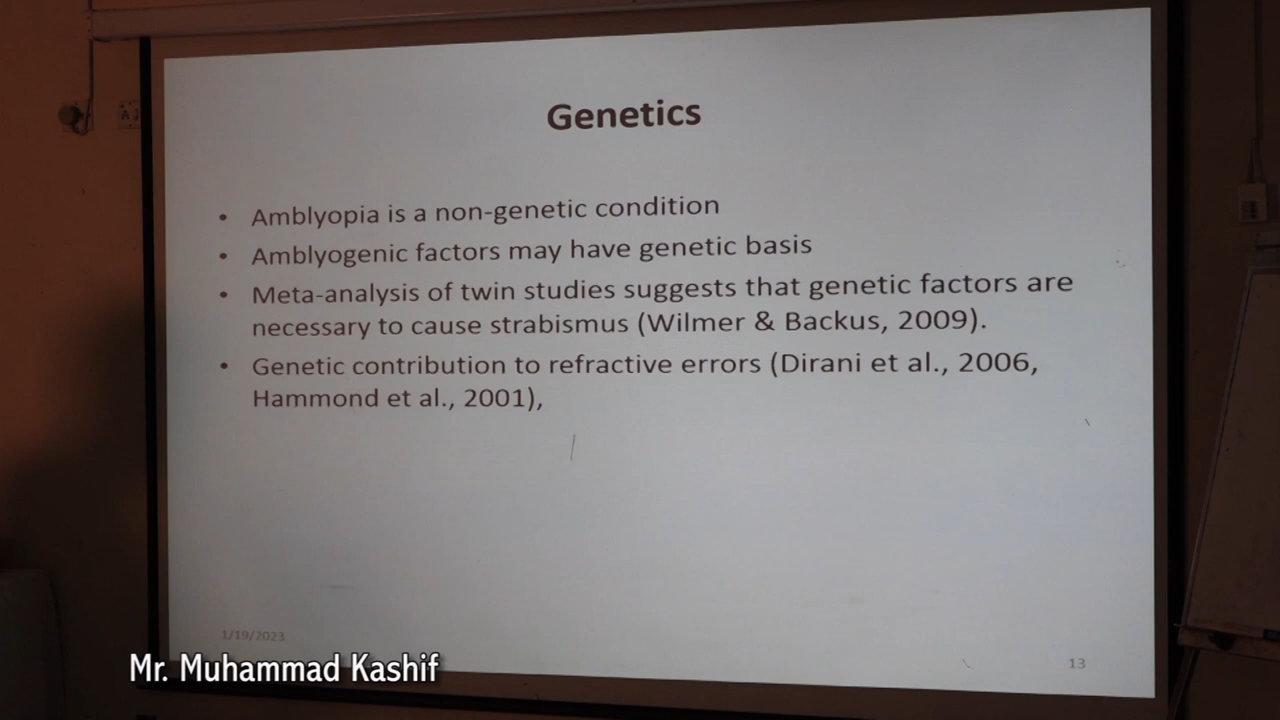 Genetics
• Amblyopia is a non-genetic condition
• Amblyogenic factors may have genetic basis
• Meta-analysis of twin studies suggests that genetic factors are
necessary to cause strabismus (Wilmer & Backus, 2009).
• Genetic contribution to refractive errors (Dirani et al., 2006,
Hammond et al., 2001),
1/19/2023
Mr. Muhammad Kashif
13